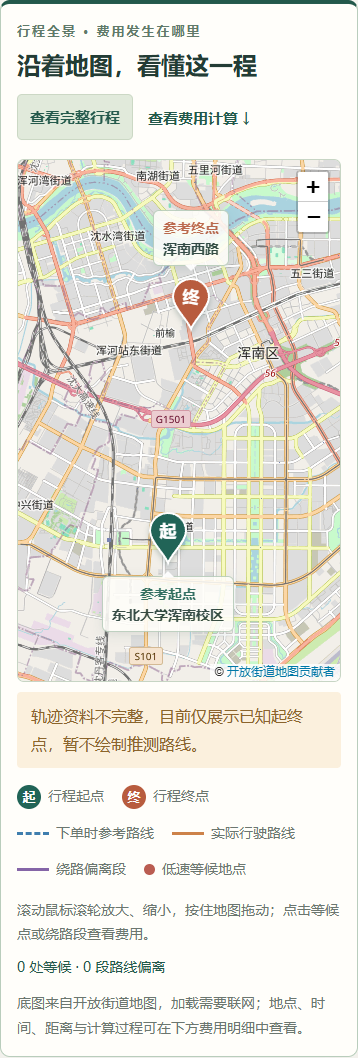 行程全景 • 费用发生在哪里
沿着地图，看懂这一程
查看完整行程
查看费用计算 ↓
五里河街道
南湖街道
浑河湾街道
+
−
参考终点
浑南西路
沈水湾街道
五三街道
终
前榆
浑河站东街道
浑南区
5
56
沈大高速线
G1501
起
道
参考起点
东北大学浑南校区
S101
© 开放街道地图贡献者
轨迹资料不完整，目前仅展示已知起终
点，暂不绘制推测路线。
起 行程起点 终 行程终点
下单时参考路线 实际行驶路线
绕路偏离段 低速等候地点
滚动鼠标滚轮放大、缩小，按住地图拖动；点击等候
点或绕路段查看费用。
0 处等候 · 0 段路线偏离
底图来自开放街道地图，加载需要联网；地点、时
间、距离与计算过程可在下方费用明细中查看。